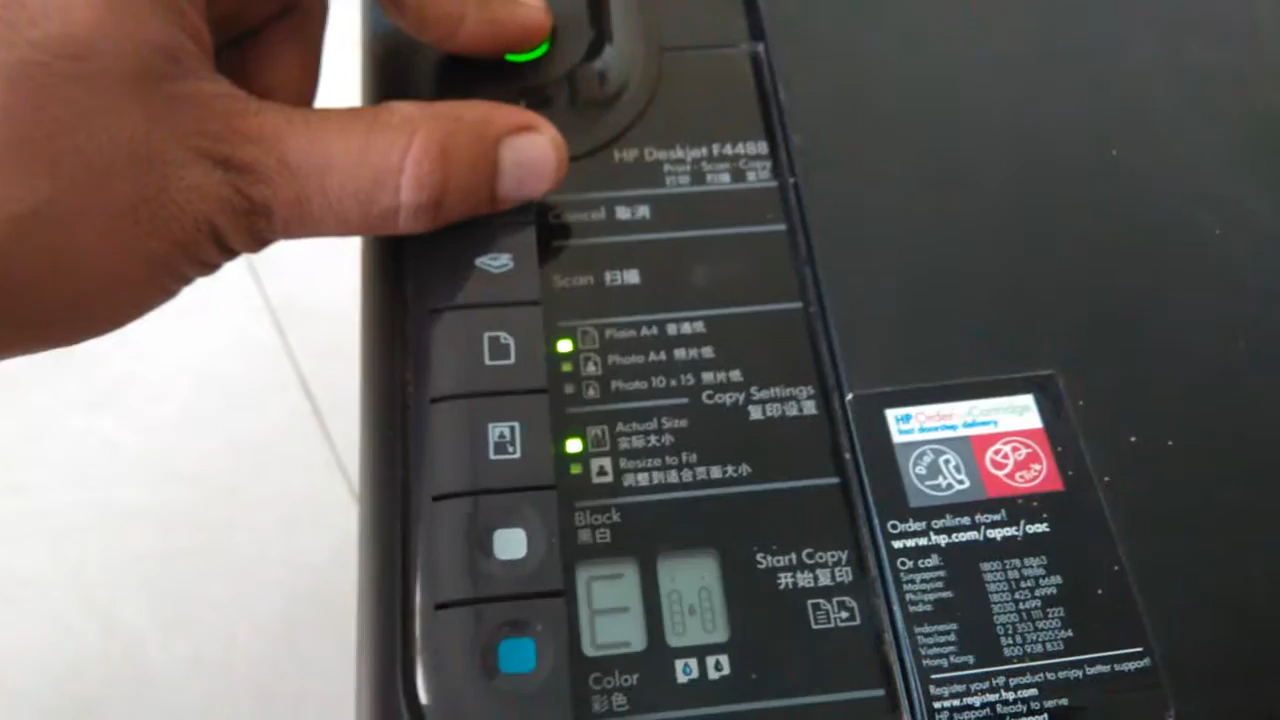 HP Deskjet F4488
Print · Scan · Copy
打印 扫描 复印
Cancel 取消
Scan 扫描
Plain A4 普通纸
Photo A4 照片纸
Photo 10 x 15 照片纸
Copy Settings
复印设置
Actual Size
实际大小
Resize to Fit
调整到适合页面大小
Black
黑白
Start Copy
开始复印
E
Color
彩色
HP Order Cartridge
fast doorstep delivery
Dial
Click
Order online now!
www.hp.com/apac/oac
Or call:
Singapore: 1800 278 8863
Malaysia: 1800 88 9886
Philippines: 1800 1 441 6688
India: 1800 425 4999
3030 4499
Indonesia: 0800 1 111 222
Thailand: 0 2 353 9000
Vietnam: 84 8 39205564
Hong Kong: 800 938 833
Register your HP product to enjoy better support!
www.register.hp.com
HP support. Ready to serve